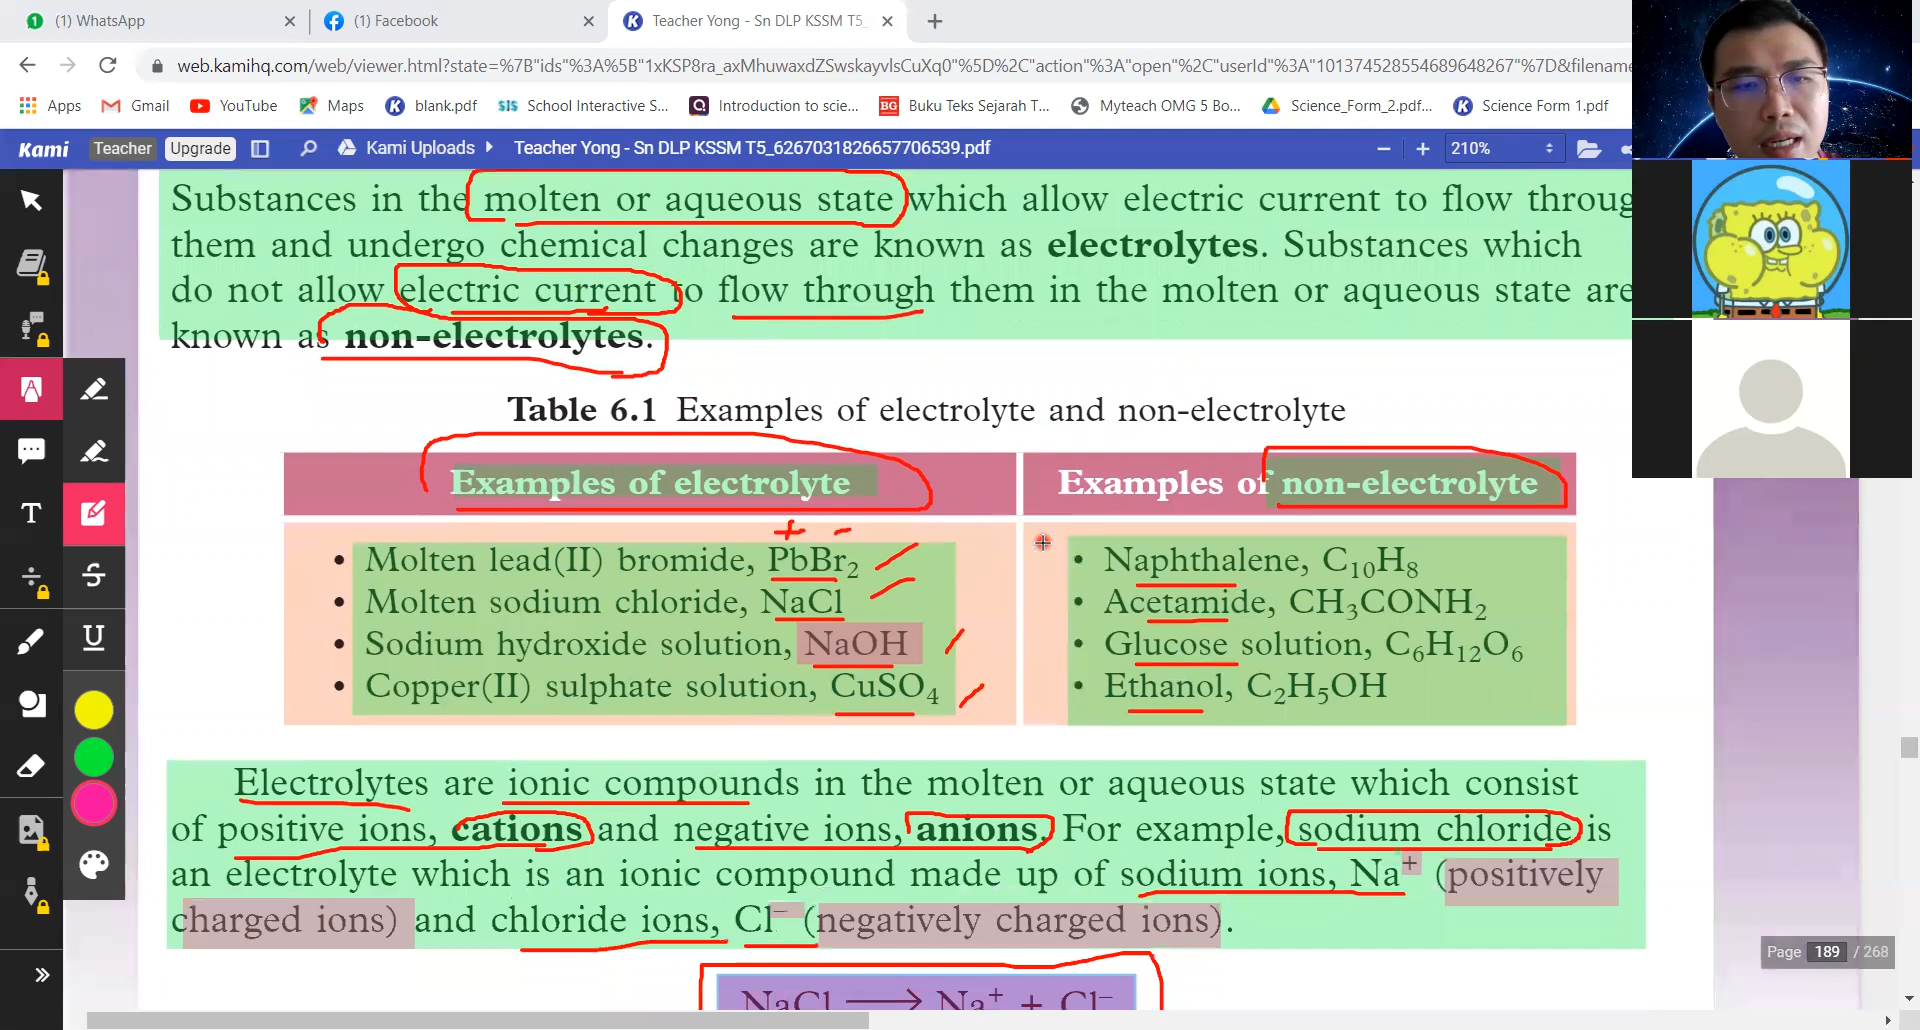 (1) WhatsApp
(1) Facebook
Teacher Yong - Sn DLP KSSM T5_
web.kamihq.com/web/viewer.html?state=%7B"ids"%3A%5B"1xKSP8ra_axMhuwaxdZSwskayvlsCuXq0"%5D%2C"action"%3A"open"%2C"userId"%3A"101374528554689648267"%7D&filename
Apps
Gmail
YouTube
Maps
blank.pdf
School Interactive S...
Introduction to scie...
Buku Teks Sejarah T...
Myteach OMG 5 Bo...
Science_Form_2.pdf...
Science Form 1.pdf
Kami
Teacher
Upgrade
Kami Uploads
Teacher Yong - Sn DLP KSSM T5_6267031826657706539.pdf
210%
Substances in the molten or aqueous state which allow electric current to flow throug
them and undergo chemical changes are known as electrolytes. Substances which
do not allow electric current to flow through them in the molten or aqueous state are
known as non-electrolytes.
Table 6.1 Examples of electrolyte and non-electrolyte
Examples of electrolyte
Examples of non-electrolyte
+ -
• Molten lead(II) bromide, PbBr₂
• Molten sodium chloride, NaCl
• Sodium hydroxide solution, NaOH
• Copper(II) sulphate solution, CuSO₄
• Naphthalene, C₁₀H₈
• Acetamide, CH₃CONH₂
• Glucose solution, C₆H₁₂O₆
• Ethanol, C₂H₅OH
Electrolytes are ionic compounds in the molten or aqueous state which consist
of positive ions, cations and negative ions, anions. For example, sodium chloride is
an electrolyte which is an ionic compound made up of sodium ions, Na⁺ (positively
charged ions) and chloride ions, Cl⁻ (negatively charged ions).
NaCl ⟶ Na⁺ + Cl⁻
Page 189 / 268